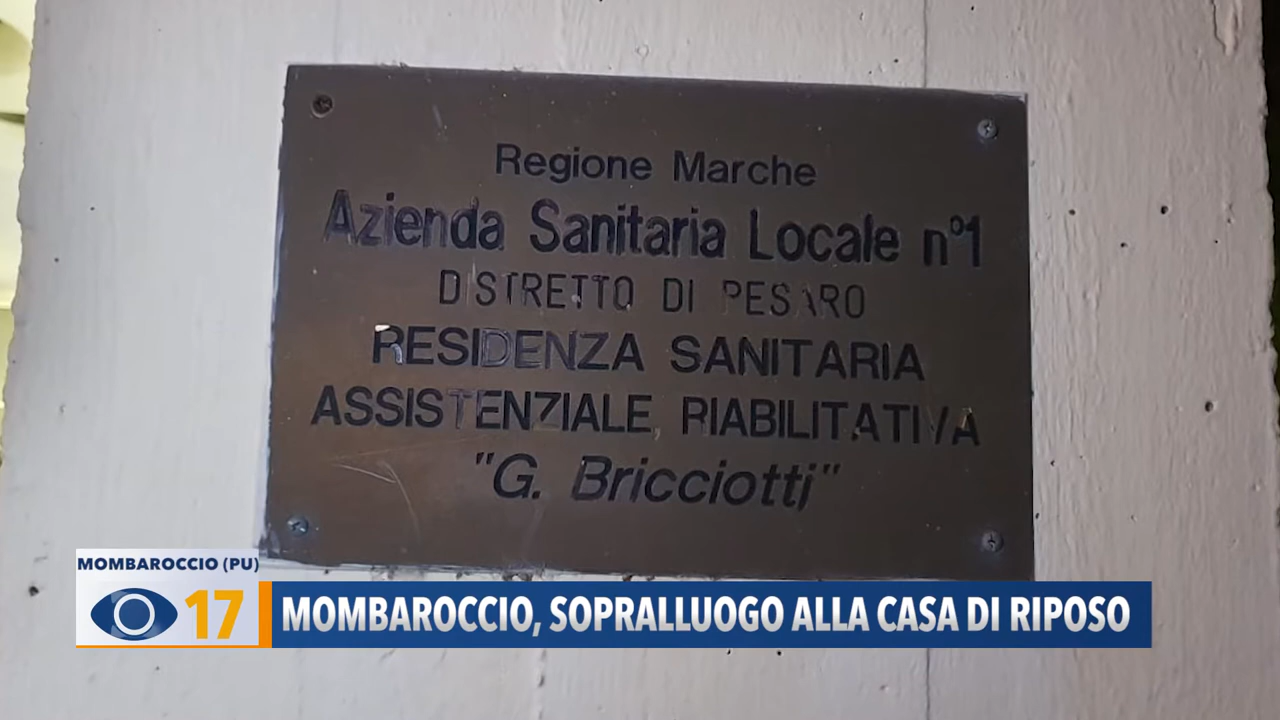 Regione Marche
Azienda Sanitaria Locale n°1
DISTRETTO DI PESARO
RESIDENZA SANITARIA
ASSISTENZIALE RIABILITATIVA
"G. Bricciotti"
MOMBAROCCIO (PU)
17
MOMBAROCCIO, SOPRALLUOGO ALLA CASA DI RIPOSO